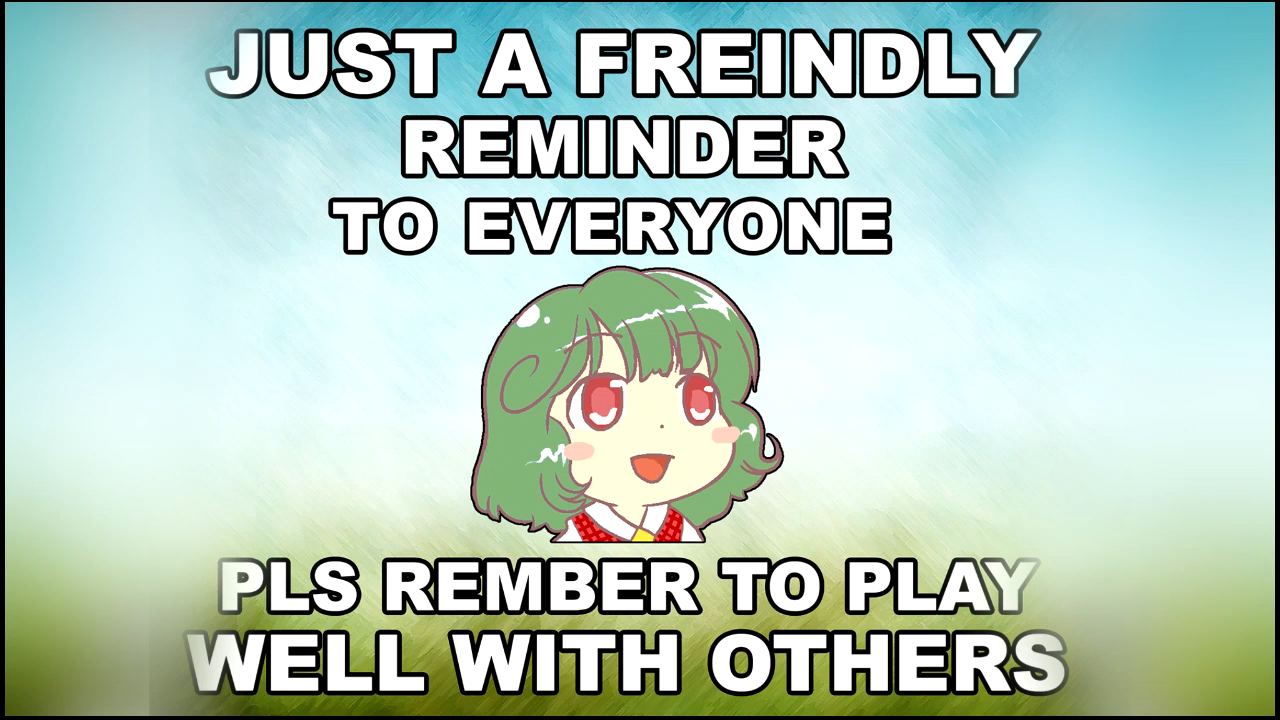 JUST A FREINDLY
REMINDER
TO EVERYONE
PLS REMBER TO PLAY
WELL WITH OTHERS